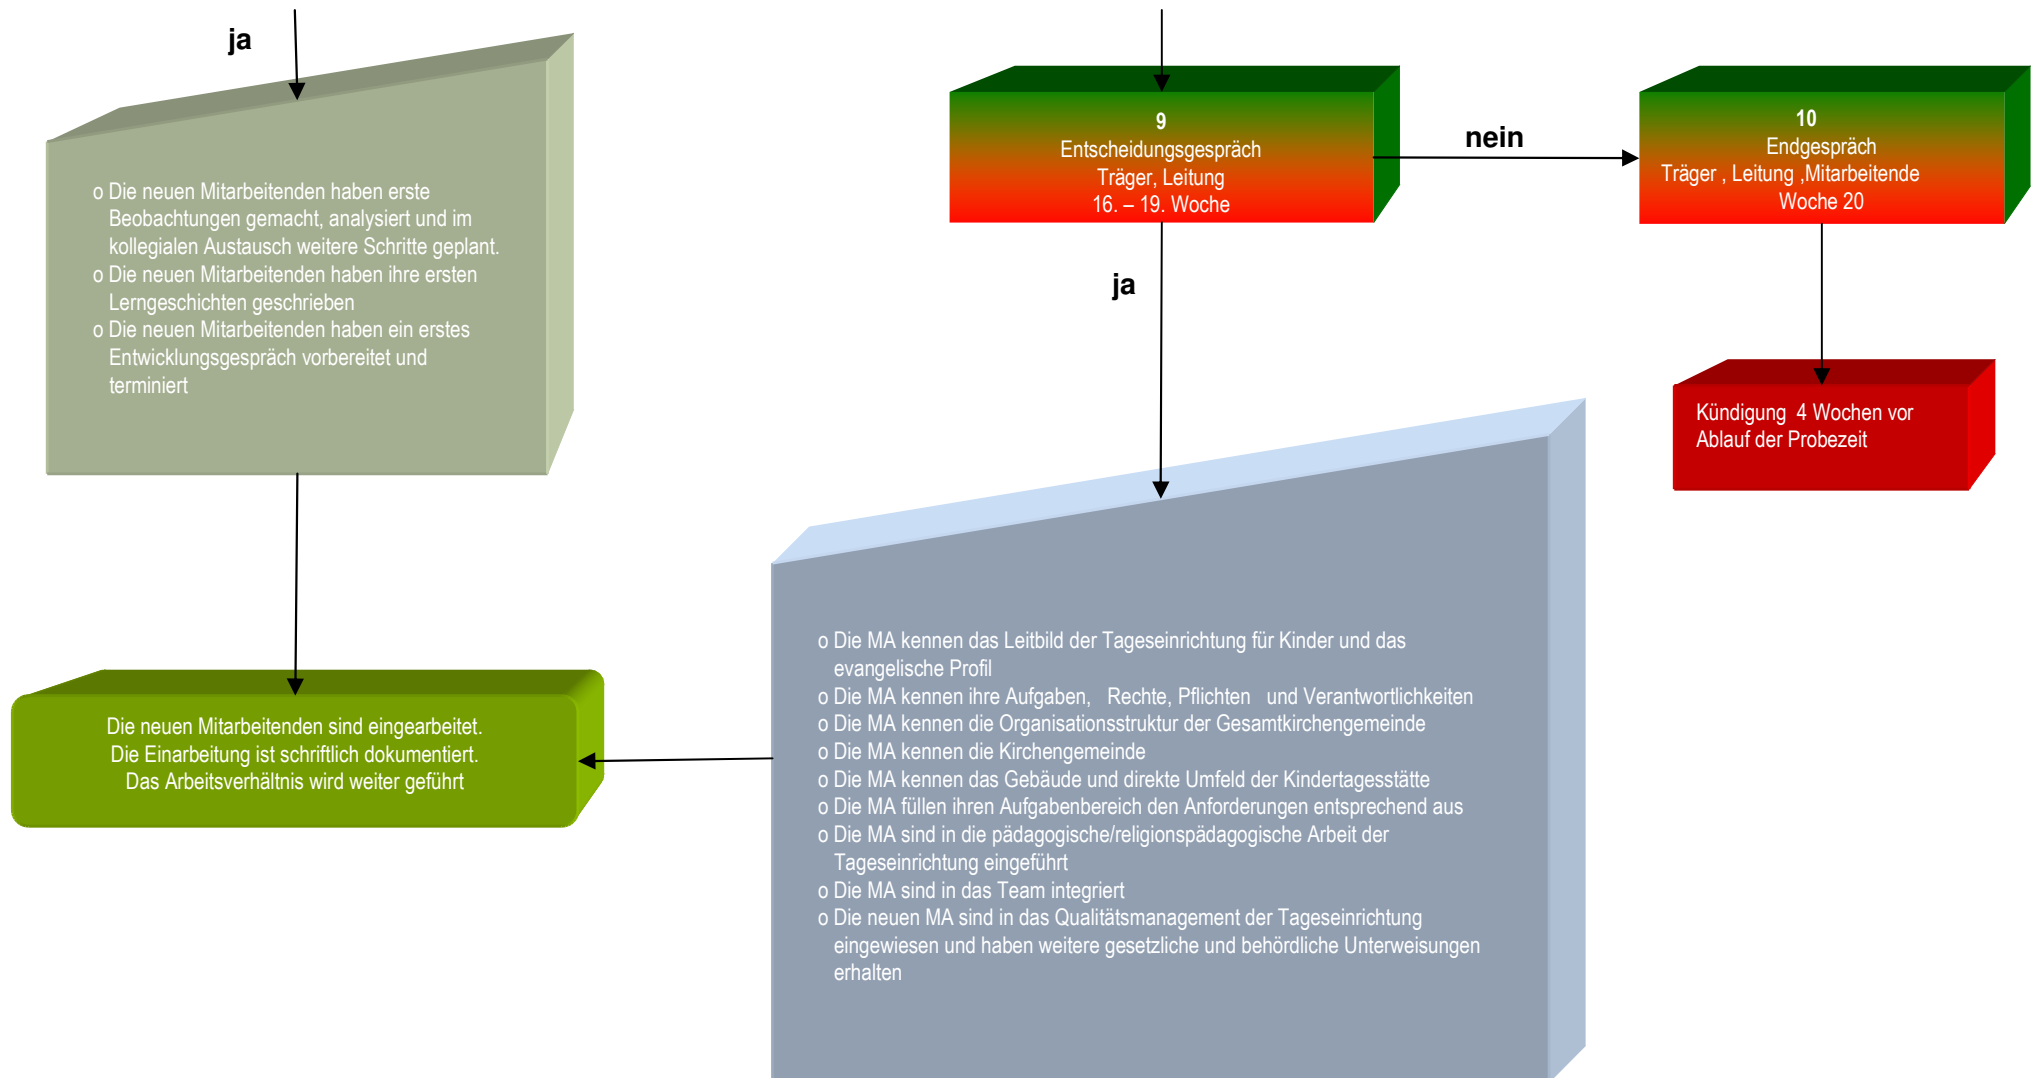 ja
o Die neuen Mitarbeitenden haben erste
Beobachtungen gemacht, analysiert und im
kollegialen Austausch weitere Schritte geplant.
o Die neuen Mitarbeitenden haben ihre ersten
Lerngeschichten geschrieben
o Die neuen Mitarbeitenden haben ein erstes
Entwicklungsgespräch vorbereitet und
terminiert
Die neuen Mitarbeitenden sind eingearbeitet.
Die Einarbeitung ist schriftlich dokumentiert.
Das Arbeitsverhältnis wird weiter geführt
9
Entscheidungsgespräch
Träger, Leitung
16. – 19. Woche
nein
10
Endgespräch
Träger , Leitung ,Mitarbeitende
Woche 20
ja
Kündigung 4 Wochen vor
Ablauf der Probezeit
o Die MA kennen das Leitbild der Tageseinrichtung für Kinder und das
evangelische Profil
o Die MA kennen ihre Aufgaben, Rechte, Pflichten und Verantwortlichkeiten
o Die MA kennen die Organisationsstruktur der Gesamtkirchengemeinde
o Die MA kennen die Kirchengemeinde
o Die MA kennen das Gebäude und direkte Umfeld der Kindertagesstätte
o Die MA füllen ihren Aufgabenbereich den Anforderungen entsprechend aus
o Die MA sind in die pädagogische/religionspädagogische Arbeit der
Tageseinrichtung eingeführt
o Die MA sind in das Team integriert
o Die neuen MA sind in das Qualitätsmanagement der Tageseinrichtung
eingewiesen und haben weitere gesetzliche und behördliche Unterweisungen
erhalten